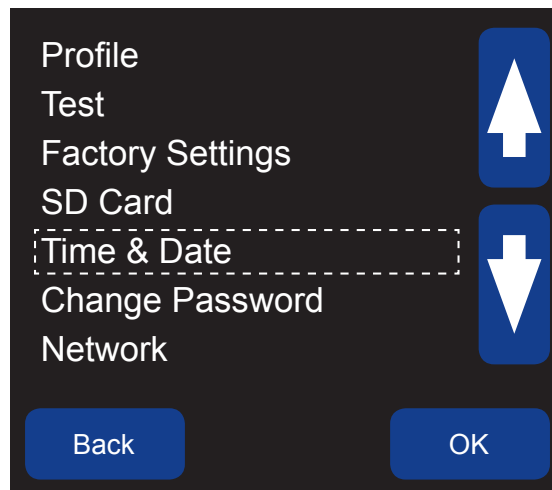 Profile
Test
Factory Settings
SD Card
Time & Date
Change Password
Network
Back
OK